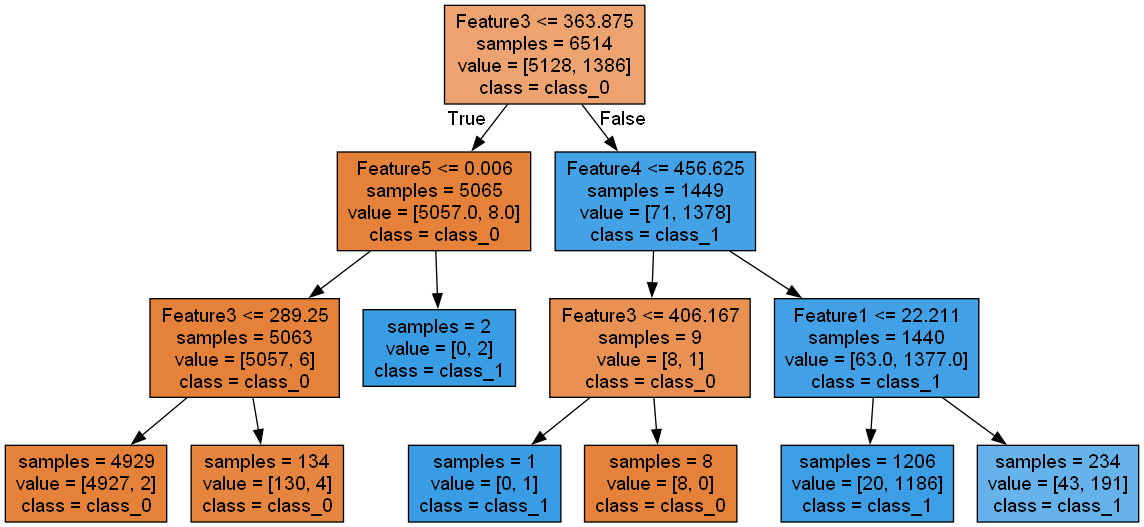 Feature3 <= 363.875
samples = 6514
value = [5128, 1386]
class = class_0
True
False
Feature5 <= 0.006
samples = 5065
value = [5057.0, 8.0]
class = class_0
Feature4 <= 456.625
samples = 1449
value = [71, 1378]
class = class_1
Feature3 <= 289.25
samples = 5063
value = [5057, 6]
class = class_0
samples = 2
value = [0, 2]
class = class_1
Feature3 <= 406.167
samples = 9
value = [8, 1]
class = class_0
Feature1 <= 22.211
samples = 1440
value = [63.0, 1377.0]
class = class_1
samples = 4929
value = [4927, 2]
class = class_0
samples = 134
value = [130, 4]
class = class_0
samples = 1
value = [0, 1]
class = class_1
samples = 8
value = [8, 0]
class = class_0
samples = 1206
value = [20, 1186]
class = class_1
samples = 234
value = [43, 191]
class = class_1